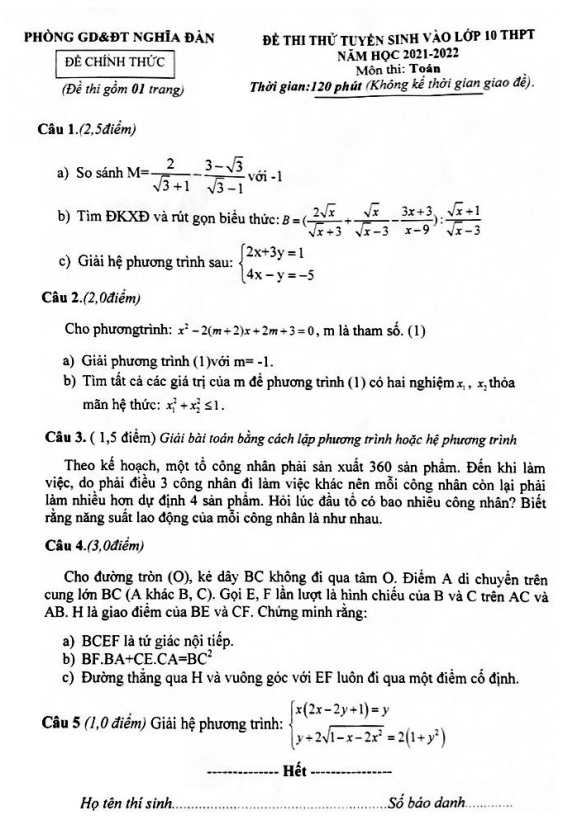 PHÒNG GD&ĐT NGHĨA ĐÀN
ĐỀ CHÍNH THỨC
(Đề thi gồm 01 trang)
ĐỀ THI THỬ TUYỂN SINH VÀO LỚP 10 THPT
NĂM HỌC 2021-2022
Môn thi: Toán
Thời gian:120 phút (Không kể thời gian giao đề).
Câu 1.(2,5điểm)
a) So sánh M=\frac{2}{\sqrt{3}+1}-\frac{3-\sqrt{3}}{\sqrt{3}-1} với -1
b) Tìm ĐKXĐ và rút gọn biểu thức: B=(\frac{2\sqrt{x}}{\sqrt{x}+3}+\frac{\sqrt{x}}{\sqrt{x}-3}-\frac{3x+3}{x-9}):\frac{\sqrt{x}+1}{\sqrt{x}-3}
c) Giải hệ phương trình sau: \begin{cases}2x+3y=1\\4x-y=-5\end{cases}
Câu 2.(2,0điểm)
Cho phươngtrình: x²-2(m+2)x+2m+3=0, m là tham số. (1)
a) Giải phương trình (1)với m= -1.
b) Tìm tất cả các giá trị của m để phương trình (1) có hai nghiệm x₁, x₂ thỏa
mãn hệ thức: x₁²+x₂²≤1.
Câu 3. ( 1,5 điểm) Giải bài toán bằng cách lập phương trình hoặc hệ phương trình
Theo kế hoạch, một tổ công nhân phải sản xuất 360 sản phẩm. Đến khi làm
việc, do phải điều 3 công nhân đi làm việc khác nên mỗi công nhân còn lại phải
làm nhiều hơn dự định 4 sản phẩm. Hỏi lúc đầu tổ có bao nhiêu công nhân? Biết
rằng năng suất lao động của mỗi công nhân là như nhau.
Câu 4.(3,0điểm)
Cho đường tròn (O), kẻ dây BC không đi qua tâm O. Điểm A di chuyển trên
cung lớn BC (A khác B, C). Gọi E, F lần lượt là hình chiếu của B và C trên AC và
AB. H là giao điểm của BE và CF. Chứng minh rằng:
a) BCEF là tứ giác nội tiếp.
b) BF.BA+CE.CA=BC²
c) Đường thẳng qua H và vuông góc với EF luôn đi qua một điểm cố định.
Câu 5 (1,0 điểm) Giải hệ phương trình: \begin{cases}x(2x-2y+1)=y\\y+2\sqrt{1-x-2x^2}=2(1+y^2)\end{cases}
-------------- Hết ----------------
Họ tên thí sinh.............................................Số báo danh.............